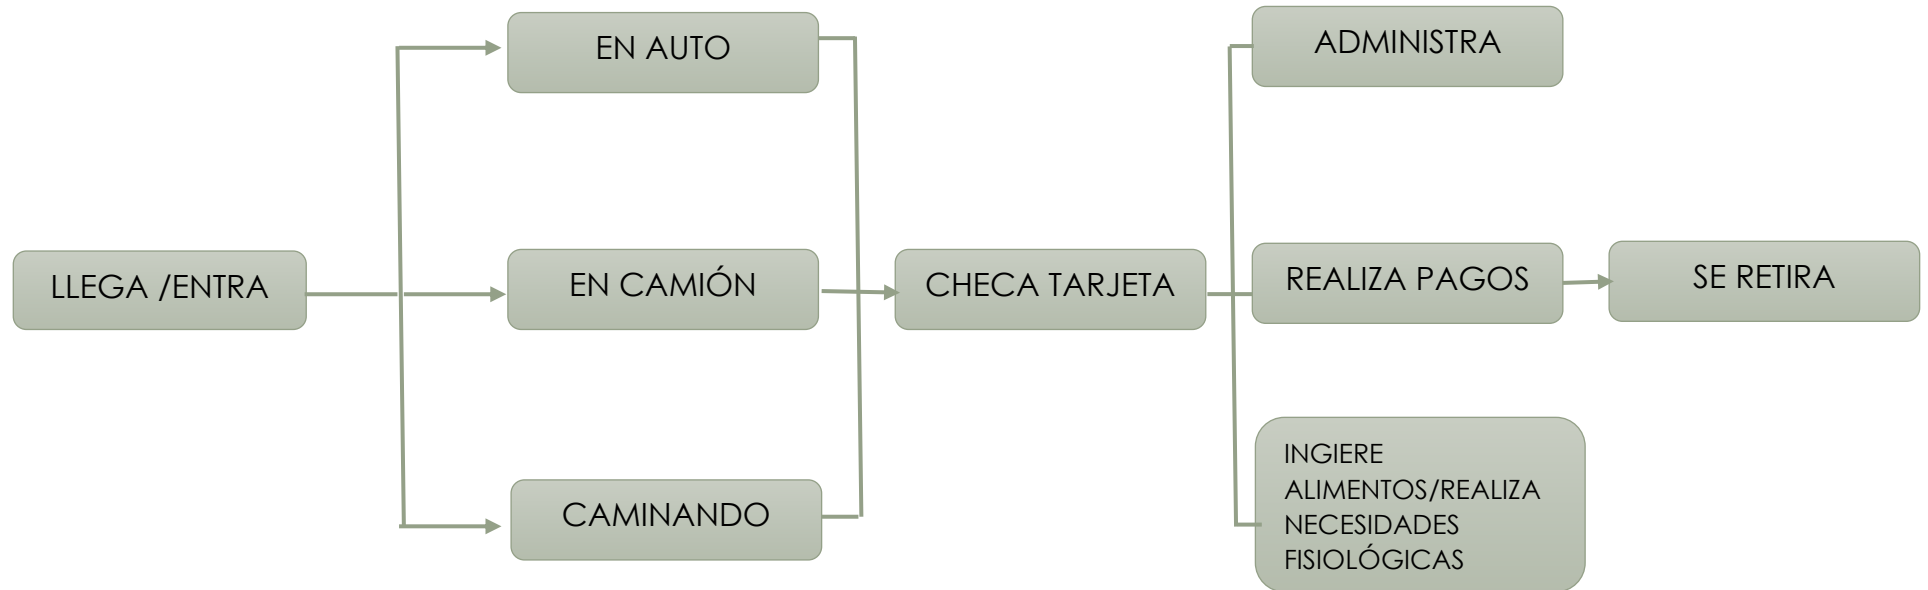 LLEGA /ENTRA
EN AUTO
EN CAMIÓN
CAMINANDO
CHECA TARJETA
ADMINISTRA
REALIZA PAGOS
INGIERE
ALIMENTOS/REALIZA
NECESIDADES
FISIOLÓGICAS
SE RETIRA